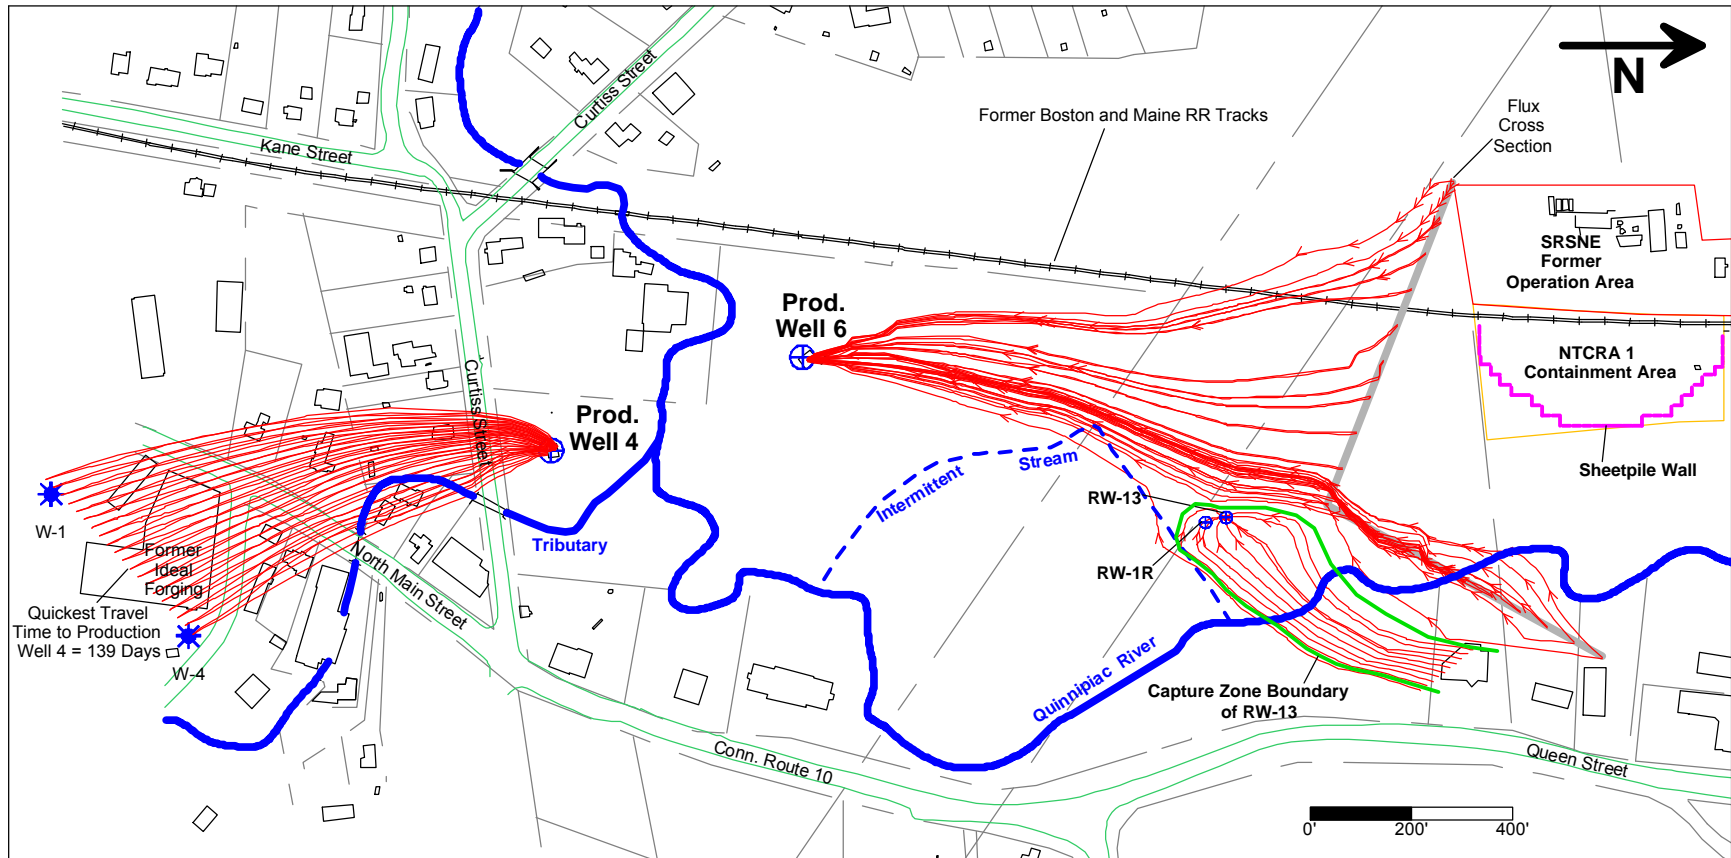 Curtiss Street
Former Boston and Maine RR Tracks
Flux
Cross
Section
N
Kane Street
SRSNE
Former
Operation Area
Prod.
Well 6
NTCRA 1
Containment Area
Curtiss Street
Prod.
Well 4
Sheetpile Wall
Intermittent
Stream
RW-13
W-1
Tributary
North Main Street
Former
Ideal
Forging
RW-1R
Quickest Travel
Time to Production
Well 4 = 139 Days
W-4
Quinnipiac River
Capture Zone Boundary
of RW-13
Conn. Route 10
Queen Street
0'
200'
400'